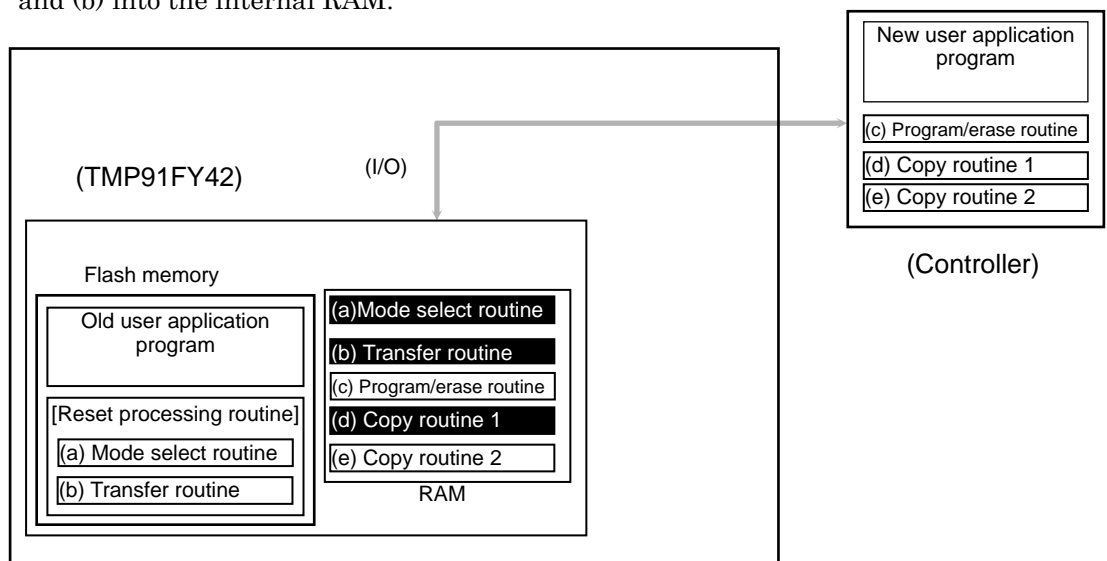 and (b) into the internal RAM.
New user application
program
(c) Program/erase routine
(d) Copy routine 1
(e) Copy routine 2
(Controller)
(I/O)
(TMP91FY42)
Flash memory
Old user application
program
[Reset processing routine]
(a) Mode select routine
(b) Transfer routine
(a)Mode select routine
(b) Transfer routine
(c) Program/erase routine
(d) Copy routine 1
(e) Copy routine 2
RAM